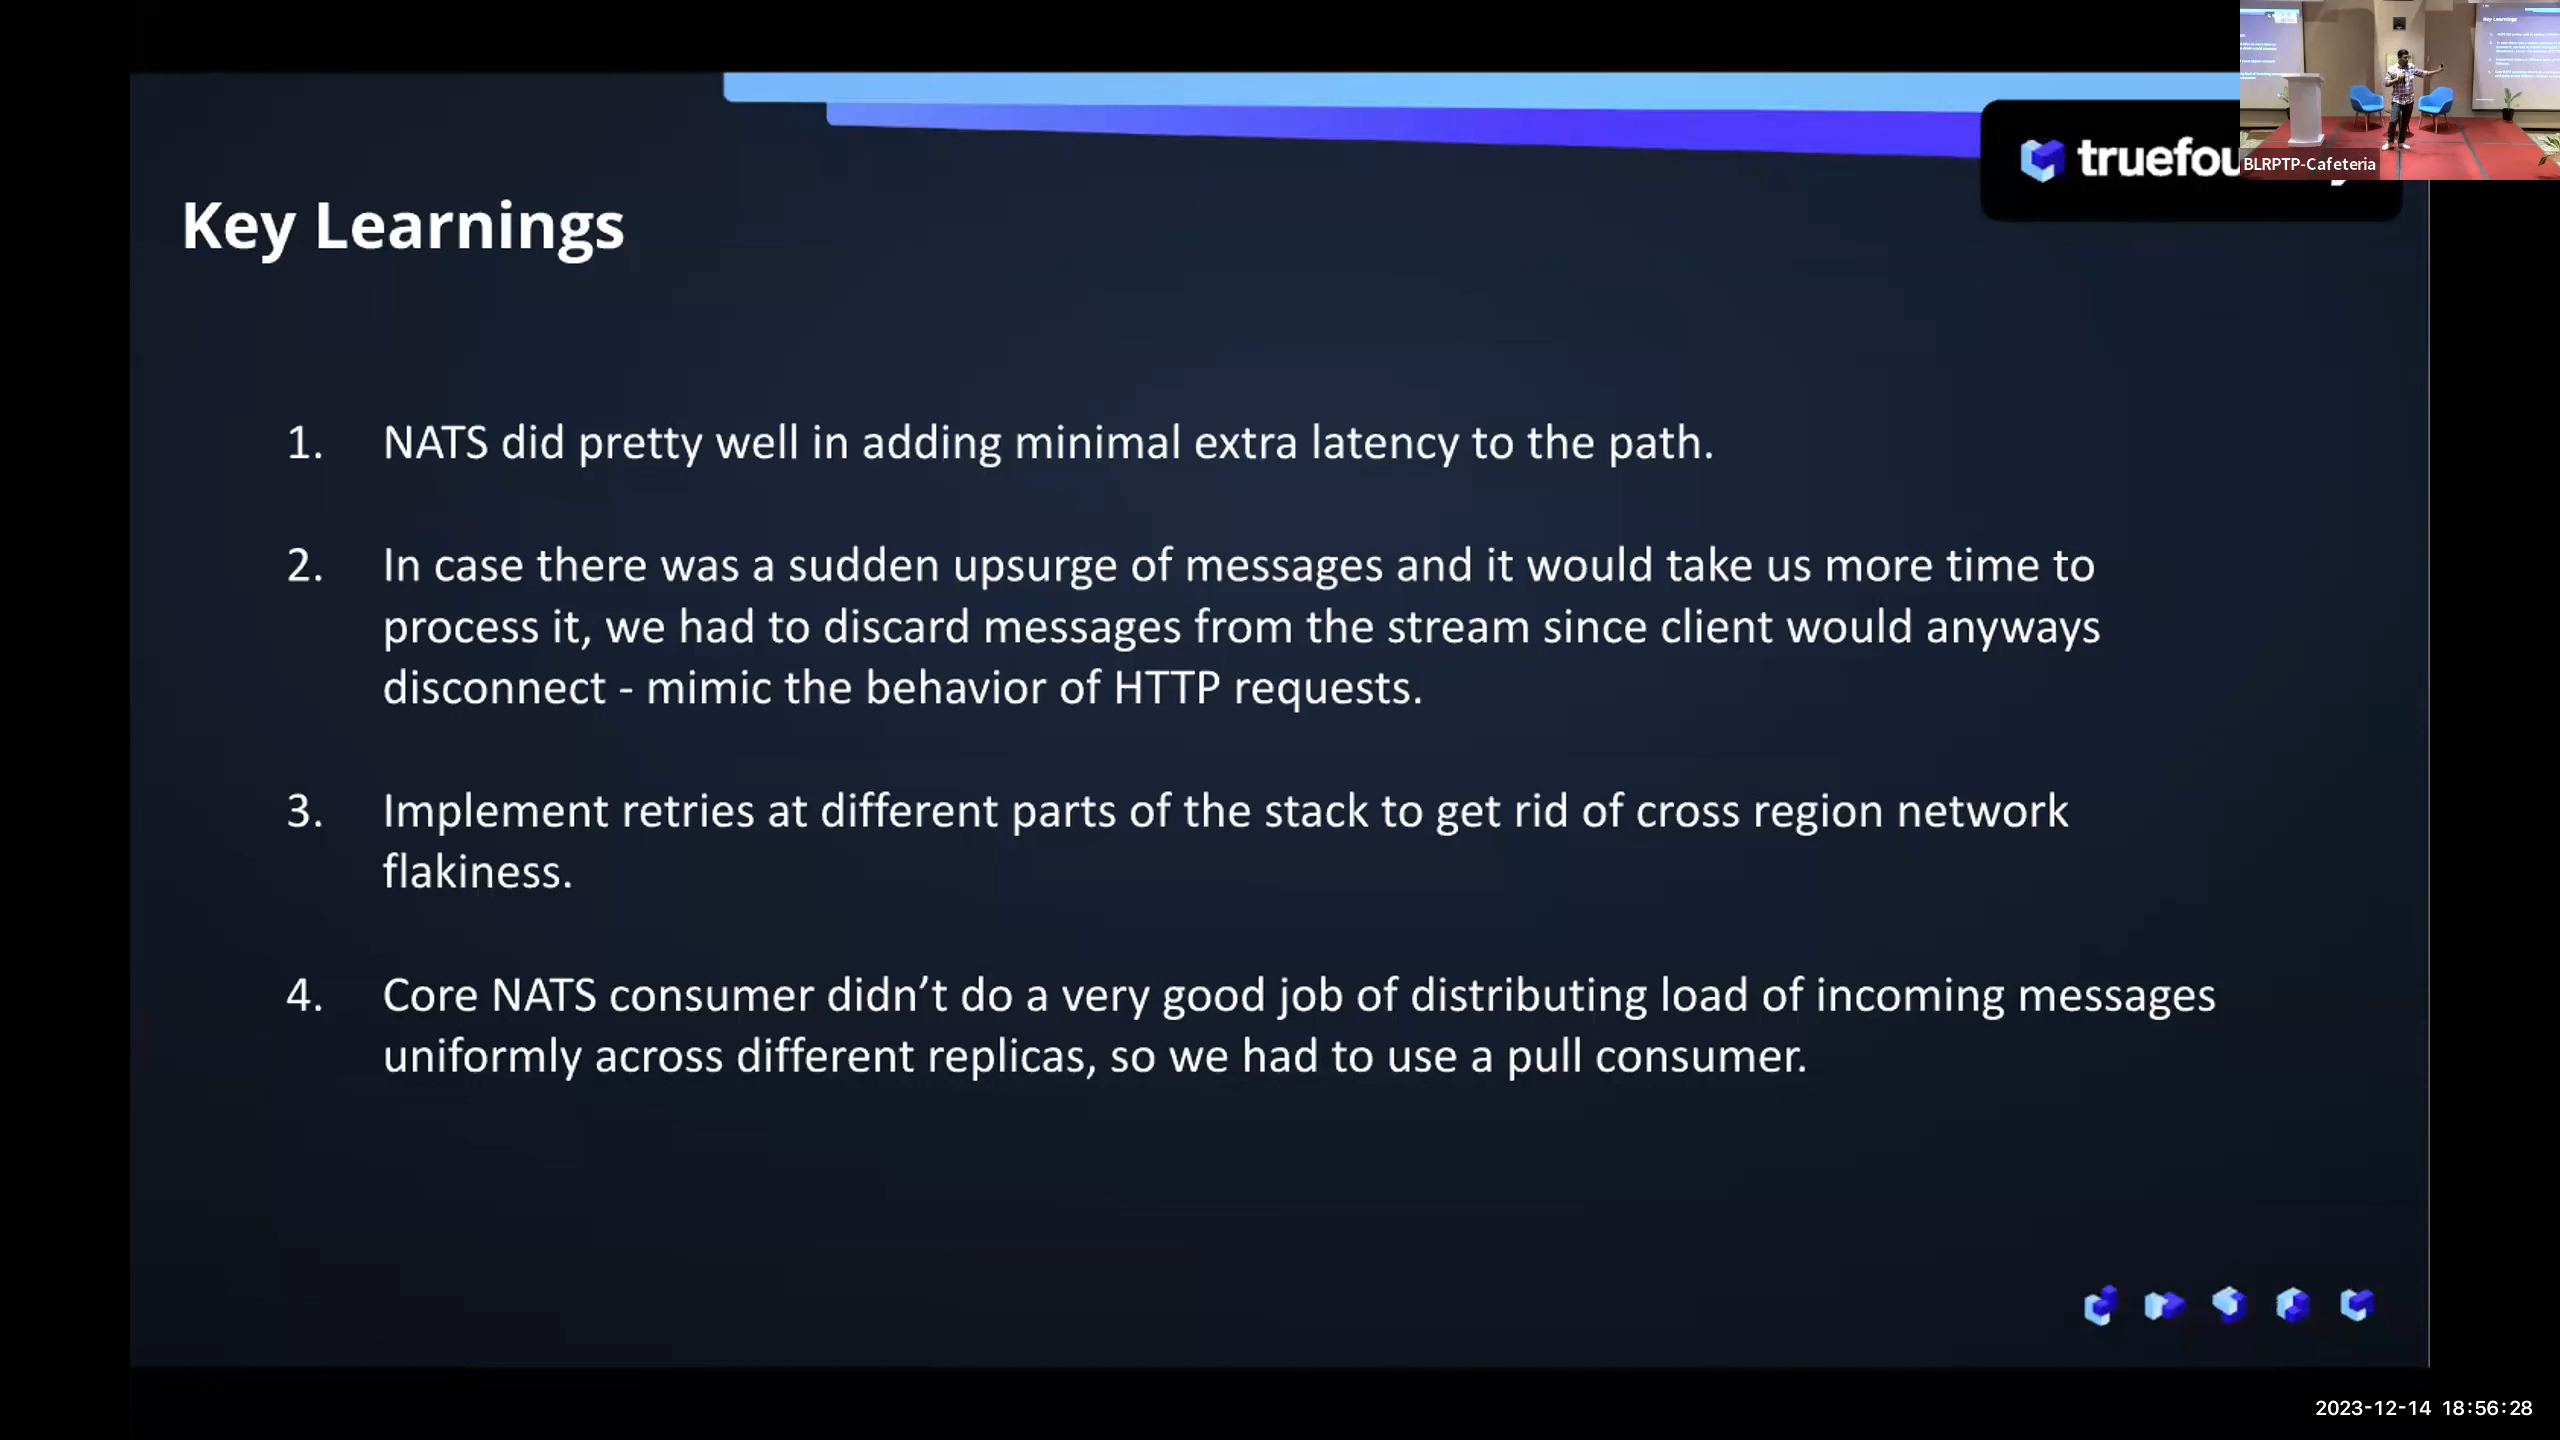 truefou
BLRPTP-Cafeteria
Key Learnings
1. NATS did pretty well in adding minimal extra latency to the path.
2. In case there was a sudden upsurge of messages and it would take us more time to
process it, we had to discard messages from the stream since client would anyways
disconnect - mimic the behavior of HTTP requests.
3. Implement retries at different parts of the stack to get rid of cross region network
flakiness.
4. Core NATS consumer didn’t do a very good job of distributing load of incoming messages
uniformly across different replicas, so we had to use a pull consumer.
2023-12-14 18:56:28